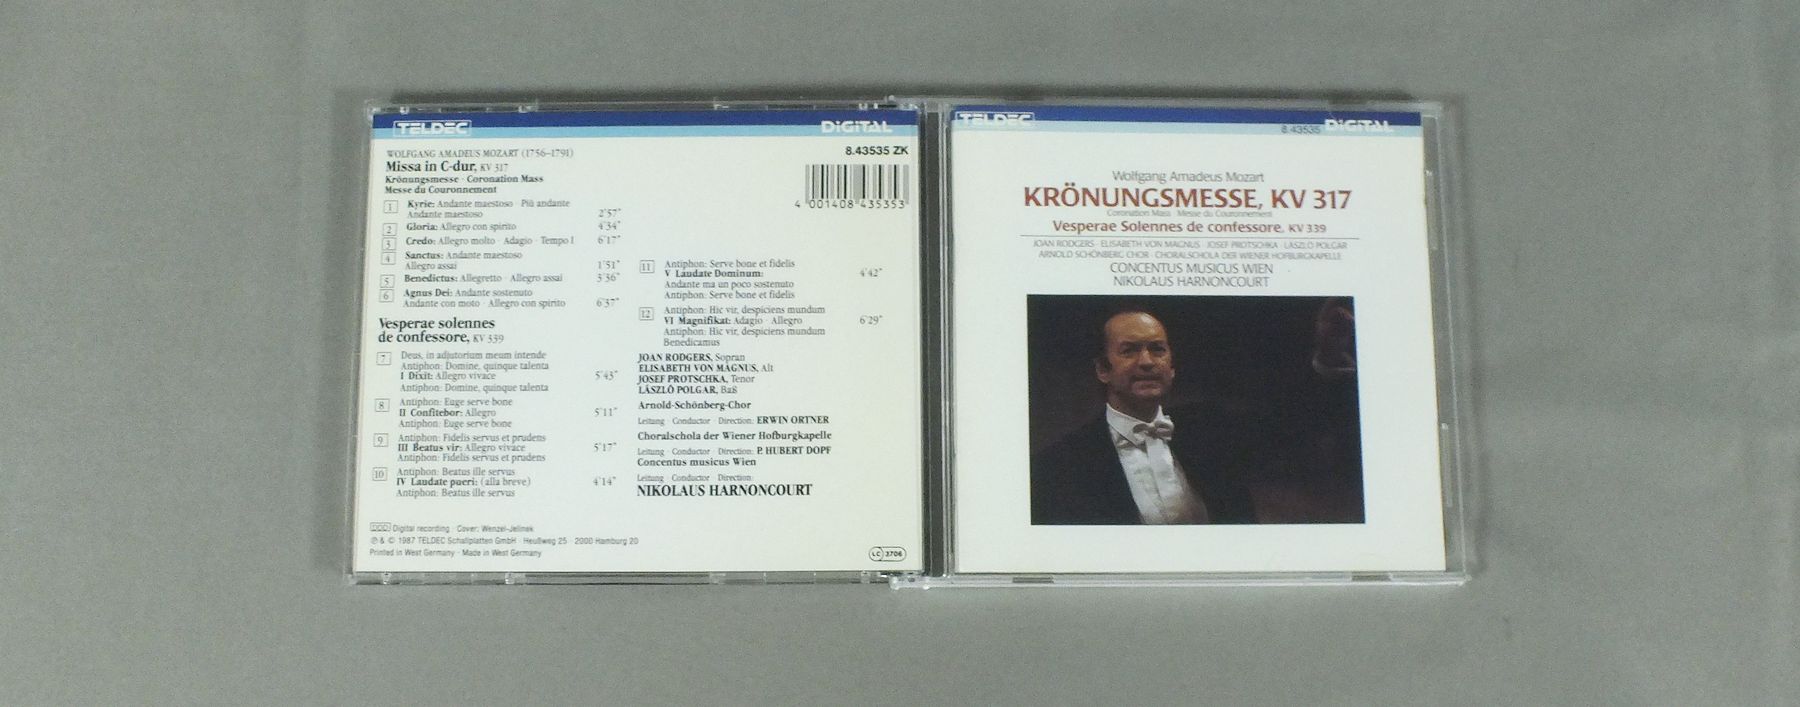 TELDEC
DIGITAL
8.43535 ZK
WOLFGANG AMADEUS MOZART (1756–1791)
Missa in C-dur, KV 317
Krönungsmesse · Coronation Mass
Messe du Couronnement
4 001408 435353
1 Kyrie: Andante maestoso · Più andante
Andante maestoso 2'57"
2 Gloria: Allegro con spirito 4'34"
3 Credo: Allegro molto · Adagio · Tempo I 6'17"
4 Sanctus: Andante maestoso
Allegro assai 1'51"
5 Benedictus: Allegretto · Allegro assai 3'36"
6 Agnus Dei: Andante sostenuto
Andante con moto · Allegro con spirito 6'37"
Vesperae solennes
de confessore, KV 339
7 Deus, in adjutorium meum intende
Antiphon: Domine, quinque talenta
I Dixit: Allegro vivace 5'43"
Antiphon: Domine, quinque talenta
8 Antiphon: Euge serve bone
II Confitebor: Allegro 5'11"
Antiphon: Euge serve bone
9 Antiphon: Fidelis servus et prudens
III Beatus vir: Allegro vivace 5'17"
Antiphon: Fidelis servus et prudens
10 Antiphon: Beatus ille servus
IV Laudate pueri: (alla breve) 4'14"
Antiphon: Beatus ille servus
11 Antiphon: Serve bone et fidelis
V Laudate Dominum: 4'42"
Andante ma un poco sostenuto
Antiphon: Serve bone et fidelis
12 Antiphon: Hic vir, despiciens mundum
VI Magnifikat: Adagio · Allegro 6'29"
Antiphon: Hic vir, despiciens mundum
Benedicamus
JOAN RODGERS, Sopran
ELISABETH VON MAGNUS, Alt
JOSEF PROTSCHKA, Tenor
LÁSZLÓ POLGAR, Baß
Arnold-Schönberg-Chor
Leitung · Conductor · Direction: ERWIN ORTNER
Choralschola der Wiener Hofburgkapelle
Leitung · Conductor · Direction: P. HUBERT DOPF
Concentus musicus Wien
Leitung · Conductor · Direction:
NIKOLAUS HARNONCOURT
DDD Digital recording · Cover: Wenzel-Jelinek
℗ & © 1987 TELDEC Schallplatten GmbH · Heußweg 25 · 2000 Hamburg 20
Printed in West Germany · Made in West Germany
LC 3706
TELDEC
8.43535 DIGITAL
Wolfgang Amadeus Mozart
KRÖNUNGSMESSE, KV 317
Coronation Mass · Messe du Couronnement
Vesperae Solennes de confessore, KV 339
JOAN RODGERS · ELISABETH VON MAGNUS · JOSEF PROTSCHKA · LÁSZLÓ POLGAR
ARNOLD SCHÖNBERG CHOR · CHORALSCHOLA DER WIENER HOFBURGKAPELLE
CONCENTUS MUSICUS WIEN
NIKOLAUS HARNONCOURT